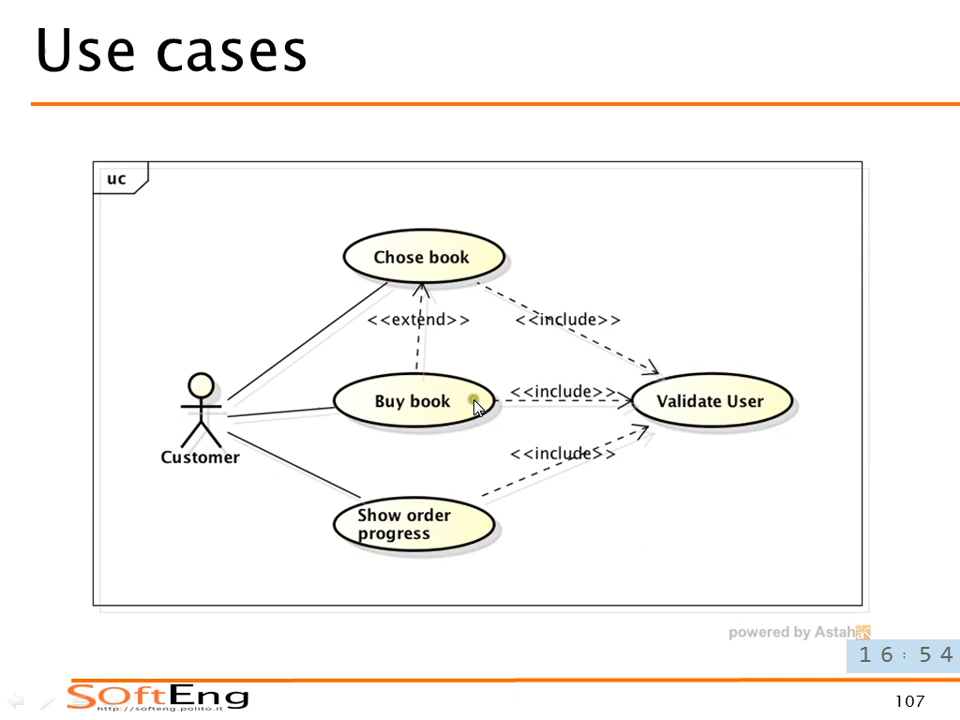 Use cases
uc
Chose book
<<extend>>
<<include>>
Buy book
<<include>>
Validate User
Customer
<<include>>
Show order
progress
powered by Astah
16:54
SOftEng
http://softeng.polito.it
107